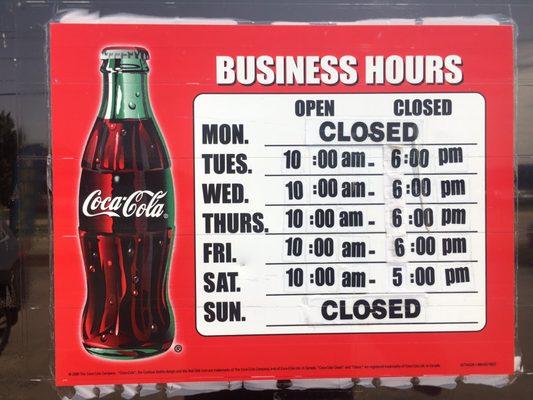 BUSINESS HOURS
OPEN CLOSED
MON. CLOSED
TUES. 10:00 am - 6:00 pm
WED. 10:00 am - 6:00 pm
THURS. 10:00 am - 6:00 pm
FRI. 10:00 am - 6:00 pm
SAT. 10:00 am - 5:00 pm
SUN. CLOSED
Coca-Cola
®